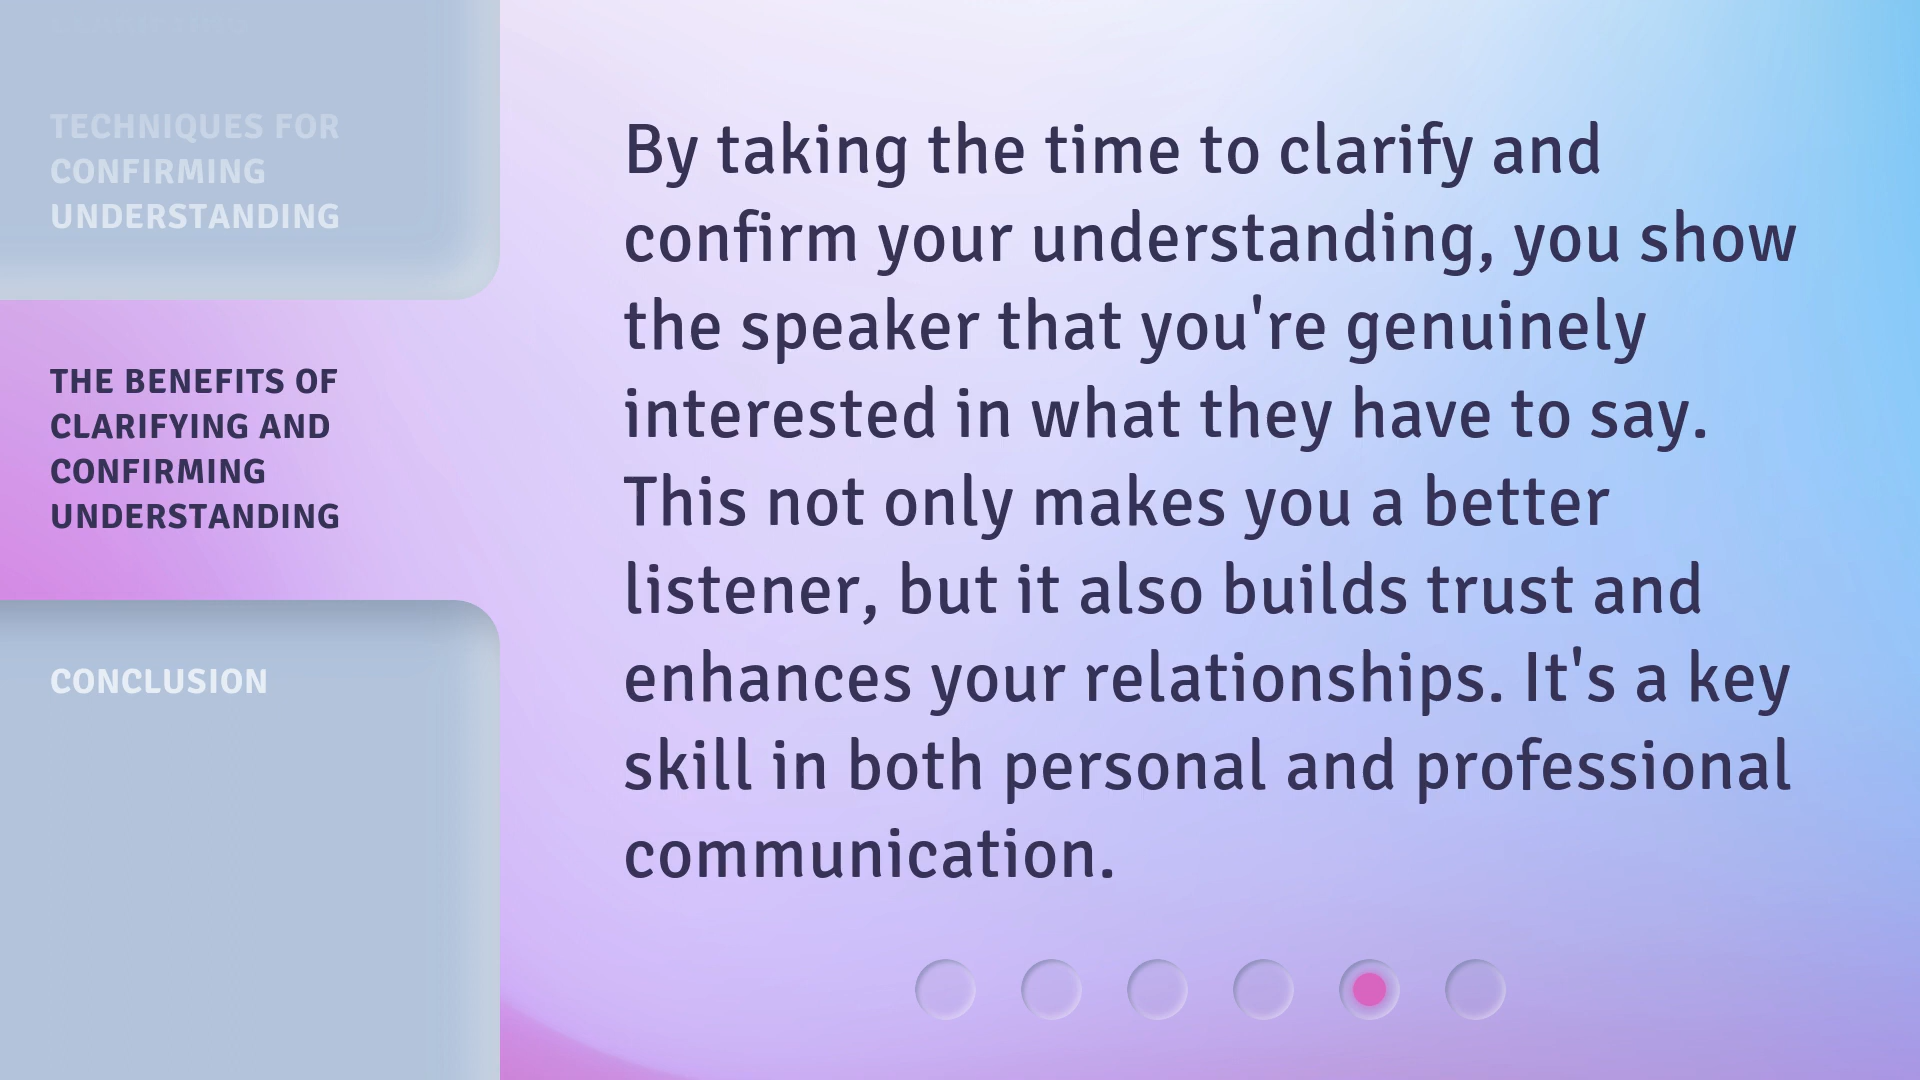 TECHNIQUES FOR
CONFIRMING
UNDERSTANDING
THE BENEFITS OF
CLARIFYING AND
CONFIRMING
UNDERSTANDING
CONCLUSION
By taking the time to clarify and
confirm your understanding, you show
the speaker that you're genuinely
interested in what they have to say.
This not only makes you a better
listener, but it also builds trust and
enhances your relationships. It's a key
skill in both personal and professional
communication.